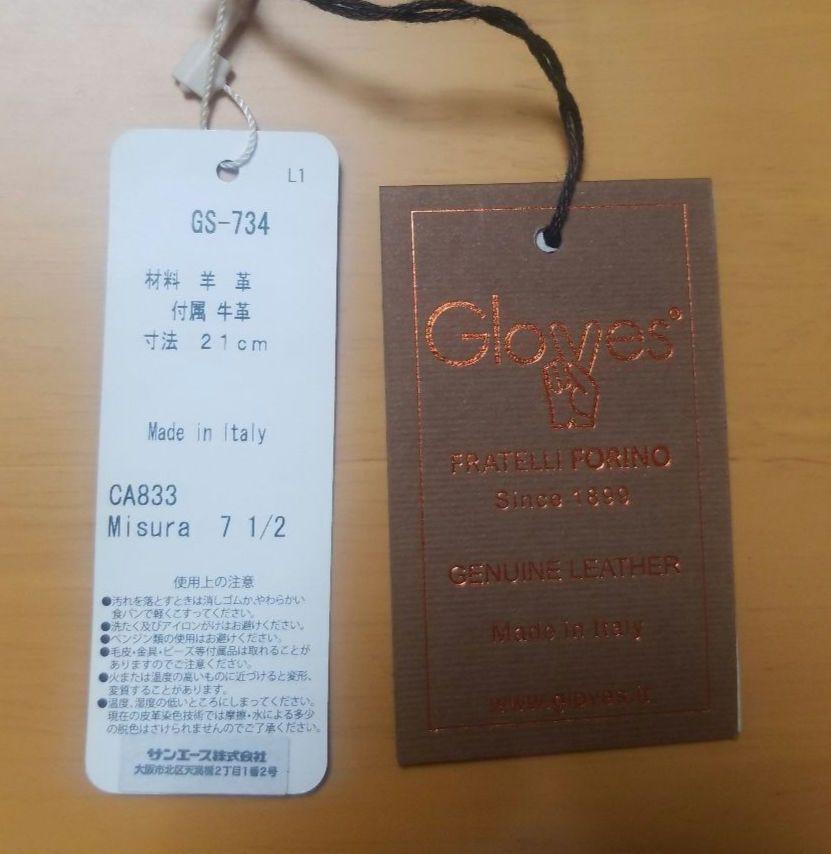 L1
GS-734
材料 羊 革
付属 牛革
寸法 21cm
Made in Italy
CA833
Misura 7 1/2
使用上の注意
●汚れを落とすときは消しゴムか、やわらかい
食パンで軽くこすってください。
●洗たく及びアイロンがけはお避けください。
●ベンジン類の使用はお避けください。
●毛皮・金具・ビーズ等付属品は取れることが
ありますのでご注意ください。
●火または温度の高いものに近づけると変形、
変質することがあります。
●温度、湿度の低いところにしまってください。
現在の皮革染色技術では摩擦・水による多少
の脱色はさけられませんのでご了承ください。
サンエース株式会社
大阪市北区天満橋2丁目1番2号
Gloves®
FRATELLI FORINO
Since 1899
GENUINE LEATHER
Made in Italy
www.gloves.it